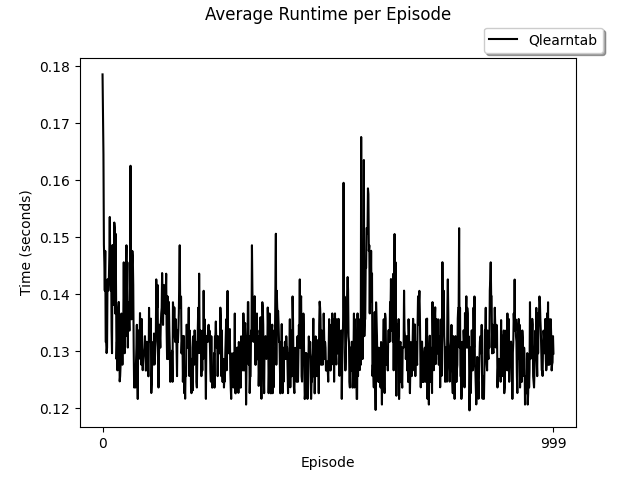 Average Runtime per Episode
Qlearntab
0.18
0.17
0.16
0.15
0.14
0.13
0.12
Time (seconds)
0
999
Episode